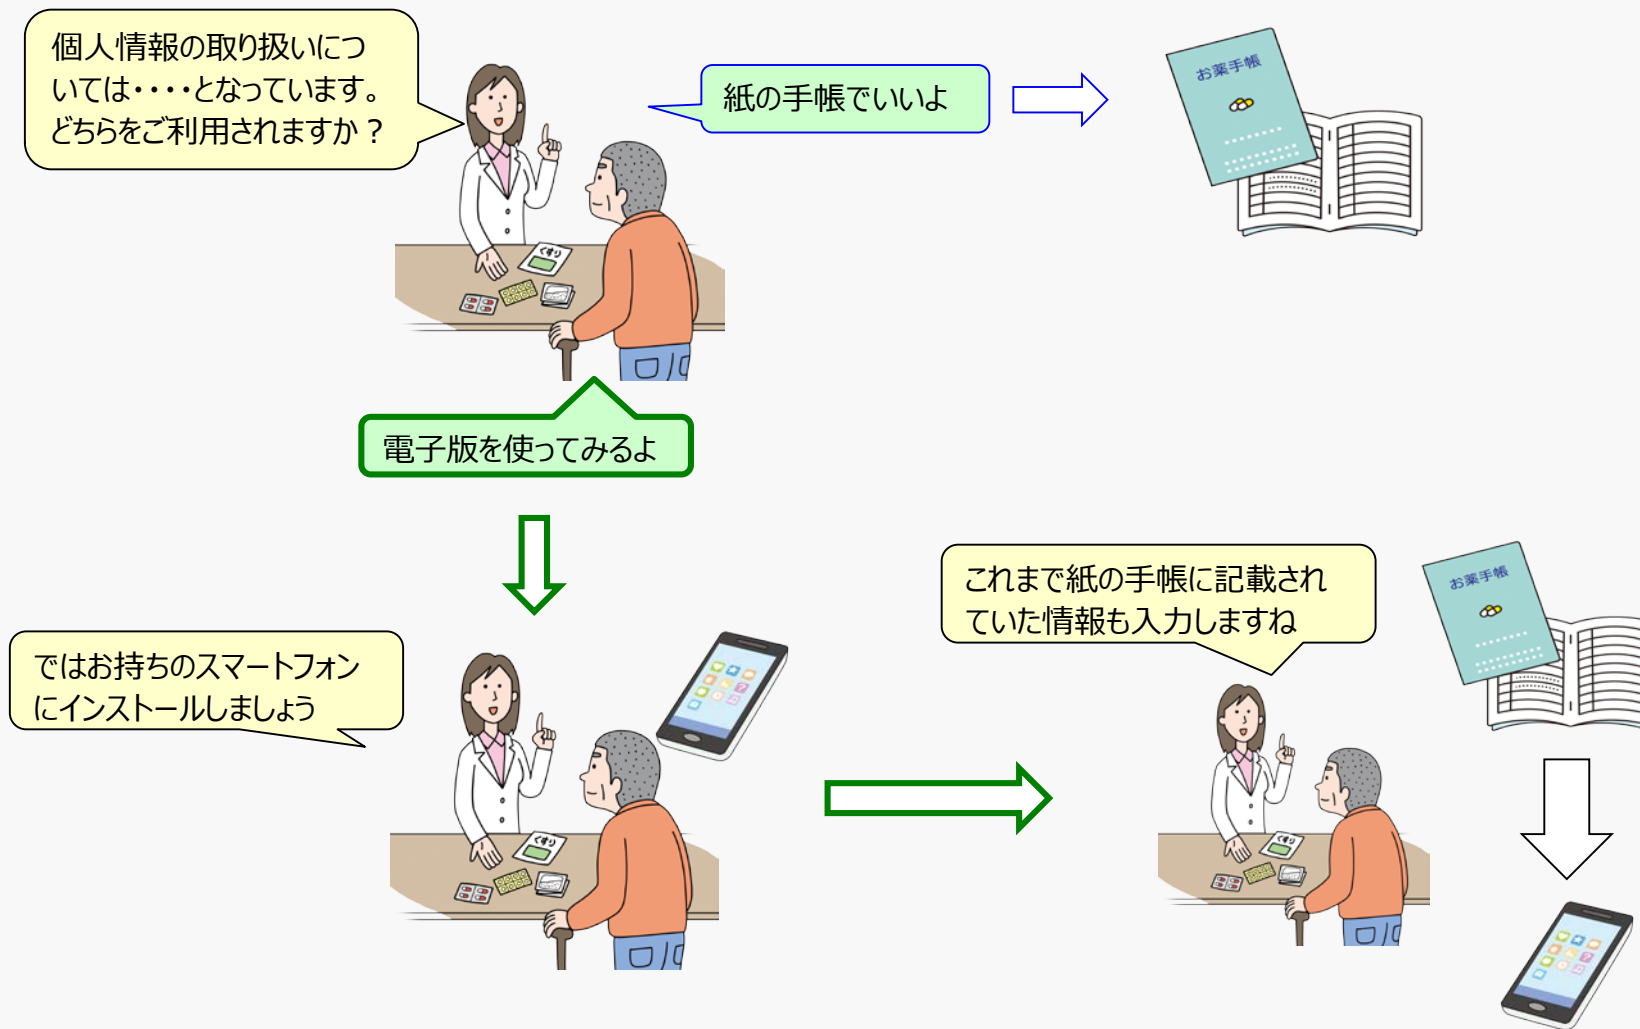 個人情報の取り扱いにつ
いては・・・・となっています。
どちらをご利用されますか？
紙の手帳でいいよ
お薬手帳
くすり
電子版を使ってみるよ
ではお持ちのスマートフォン
にインストールしましょう
くすり
これまで紙の手帳に記載され
ていた情報も入力しますね
お薬手帳
くすり